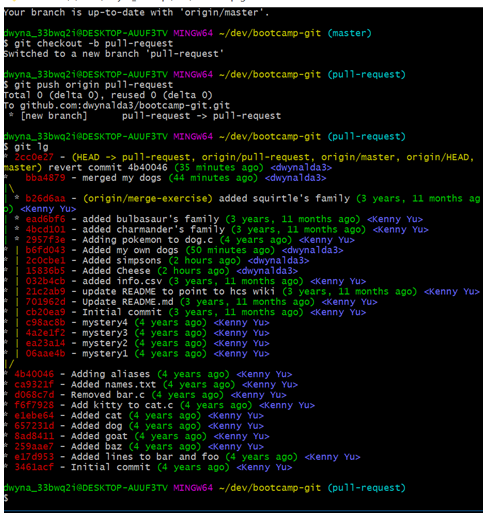 Your branch is up-to-date with 'origin/master'.
dwyna_33bwq2i@DESKTOP-AUUF3TV MINGW64 ~/dev/bootcamp-git (master)
$ git checkout -b pull-request
Switched to a new branch 'pull-request'
dwyna_33bwq2i@DESKTOP-AUUF3TV MINGW64 ~/dev/bootcamp-git (pull-request)
$ git push origin pull-request
Total 0 (delta 0), reused 0 (delta 0)
To github.com:dwynalda3/bootcamp-git.git
 * [new branch]      pull-request -> pull-request
dwyna_33bwq2i@DESKTOP-AUUF3TV MINGW64 ~/dev/bootcamp-git (pull-request)
$ git lg
* 2cc0e27 - (HEAD -> pull-request, origin/pull-request, origin/master, origin/HEAD,
master) revert commit 4b40046 (35 minutes ago) <dwynalda3>
*   bba4879 - merged my dogs (44 minutes ago) <dwynalda3>
|\
| * b26d6aa - (origin/merge-exercise) added squirtle's family (3 years, 11 months ag
o) <Kenny Yu>
| * ead6bf6 - added bulbasaur's family (3 years, 11 months ago) <Kenny Yu>
| * 4bcd101 - added charmander's family (3 years, 11 months ago) <Kenny Yu>
| * 2957f3e - Adding pokemon to dog.c (4 years ago) <Kenny Yu>
* | b6fd043 - Added my own dogs (50 minutes ago) <dwynalda3>
* | 2c0cba1 - Added simpsons (2 hours ago) <dwynalda3>
* | 15836b5 - Added Cheese (2 hours ago) <dwynalda3>
* | 032b4cb - added info.csv (3 years, 11 months ago) <Kenny Yu>
* | 21c2ab9 - update README to point to hcs wiki (3 years, 11 months ago) <Kenny Yu>
* | 701962d - Update README.md (3 years, 11 months ago) <Kenny Yu>
* | cb20ea9 - Initial commit (3 years, 11 months ago) <Kenny Yu>
* | c95ac8b - mystery4 (4 years ago) <Kenny Yu>
* | 4a2e1f2 - mystery3 (4 years ago) <Kenny Yu>
* | ea23a14 - mystery2 (4 years ago) <Kenny Yu>
* | 06aae4b - mystery1 (4 years ago) <Kenny Yu>
|/
* 4b40046 - Adding aliases (4 years ago) <Kenny Yu>
* ca9321f - Added names.txt (4 years ago) <Kenny Yu>
* d068c7d - Removed bar.c (4 years ago) <Kenny Yu>
* f6f7928 - Add kitty to cat.c (4 years ago) <Kenny Yu>
* e1ebe64 - Added cat (4 years ago) <Kenny Yu>
* 657231d - Added dog (4 years ago) <Kenny Yu>
* 8ad8411 - Added goat (4 years ago) <Kenny Yu>
* 259aae7 - Added baz (4 years ago) <Kenny Yu>
* e17d953 - Added lines to bar and foo (4 years ago) <Kenny Yu>
* 3481acf - Initial commit (4 years ago) <Kenny Yu>
dwyna_33bwq2i@DESKTOP-AUUF3TV MINGW64 ~/dev/bootcamp-git (pull-request)
$